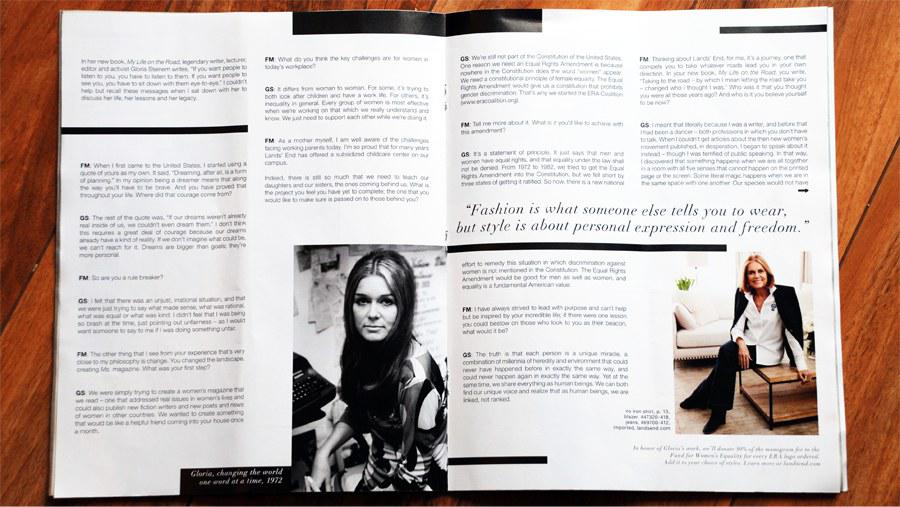 In her new book, My Life on the Road, legendary writer, lecturer,
editor and activist Gloria Steinem writes, "If you want people to
listen to you, you have to listen to them. If you want people to
see you, you have to sit down with them eye-to-eye." I couldn't
help but recall these messages when I sat down with her to
discuss her life, her lessons and her legacy.
FM: When I first came to the United States, I started using a
quote of yours as my own. It said, "Dreaming, after all, is a form
of planning." In my opinion being a dreamer means that along
the way you'll have to be brave. And you have proved that
throughout your life. Where did that courage come from?
GS: The rest of the quote was, "If our dreams weren't already
real inside of us, we couldn't even dream them." I don't think
this requires a great deal of courage because our dreams
already have a kind of reality. If we don't imagine what could be,
we can't reach for it. Dreams are bigger than goals; they're
more personal.
FM: So are you a rule breaker?
GS: I felt that there was an unjust, irrational situation, and that
we were just trying to say what made sense, what was rational,
what was equal or what was kind. I didn't feel that I was being
so brash at the time, just pointing out unfairness – as I would
want someone to say to me if I was doing something unfair.
FM: The other thing that I see from your experience that's very
close to my philosophy is change. You changed the landscape,
creating Ms. magazine. What was your first step?
GS: We were simply trying to create a women's magazine that
we read – one that addressed real issues in women's lives and
could also publish new fiction writers and new poets and news
of women in other countries. We wanted to create something
that would be like a helpful friend coming into your house once
a month.
FM: What do you think the key challenges are for women in
today's workplace?
GS: It differs from woman to woman. For some, it's trying to
both look after children and have a work life. For others, it's
inequality in general. Every group of women is most effective
when we're working on that which we really understand and
know. We just need to support each other while we're doing it.
FM: As a mother myself, I am well aware of the challenges
facing working parents today. I'm so proud that for many years
Lands' End has offered a subsidized childcare center on our
campus.
Indeed, there is still so much that we need to teach our
daughters and our sisters, the ones coming behind us. What is
the project you feel you have yet to complete; the one that you
would like to make sure is passed on to those behind you?
Gloria, changing the world
one word at a time, 1972
GS: We're still not part of the Constitution of the United States.
One reason we need an Equal Rights Amendment is because
nowhere in the Constitution does the word "women" appear.
We need a constitutional principle of female equality. The Equal
Rights Amendment would give us a constitution that prohibits
gender discrimination. That's why we started the ERA Coalition
(www.eracoalition.org).
FM: Tell me more about it. What is it you'd like to achieve with
this amendment?
GS: It's a statement of principle. It just says that men and
women have equal rights, and that equality under the law shall
not be denied. From 1972 to 1982, we tried to get the Equal
Rights Amendment into the Constitution, but we fell short by
three states of getting it ratified. So now, there is a new national
FM: Thinking about Lands' End, for me, it's a journey, one that
compels you to take whatever roads lead you in your own
direction. In your new book, My Life on the Road, you write,
"Taking to the road – by which I mean letting the road take you
– changed who I thought I was." Who was it that you thought
you were all those years ago? And who is it you believe yourself
to be now?
GS: I meant that literally because I was a writer, and before that
I had been a dancer – both professions in which you don't have
to talk. When I couldn't get articles about the then new women's
movement published, in desperation, I began to speak about it
instead – though I was terrified of public speaking. In that way,
I discovered that something happens when we are all together
in a room with all five senses that cannot happen on the printed
page or the screen. Some literal magic happens when we are in
the same space with one another. Our species would not have
"Fashion is what someone else tells you to wear,
but style is about personal expression and freedom."
effort to remedy this situation in which discrimination against
women is not mentioned in the Constitution. The Equal Rights
Amendment would be good for men as well as women, and
equality is a fundamental American value.
FM: I have always strived to lead with purpose and can't help
but be inspired by your incredible life; if there were one lesson
you could bestow on those who look to you as their beacon,
what would it be?
GS: The truth is that each person is a unique miracle, a
combination of millennia of heredity and environment that could
never have happened before in exactly the same way, and
could never happen again in exactly the same way. Yet at the
same time, we share everything as human beings. We can both
find our unique voice and realize that as human beings, we are
linked, not ranked.
no iron shirt, p. 13,
blazer, 447320-418,
jeans, 469700-412,
imported, landsend.com
In honor of Gloria's work, we'll donate 50% of the monogram fee to the
Fund for Women's Equality for every ERA logo ordered.
Add it to your choice of styles. Learn more at landsend.com